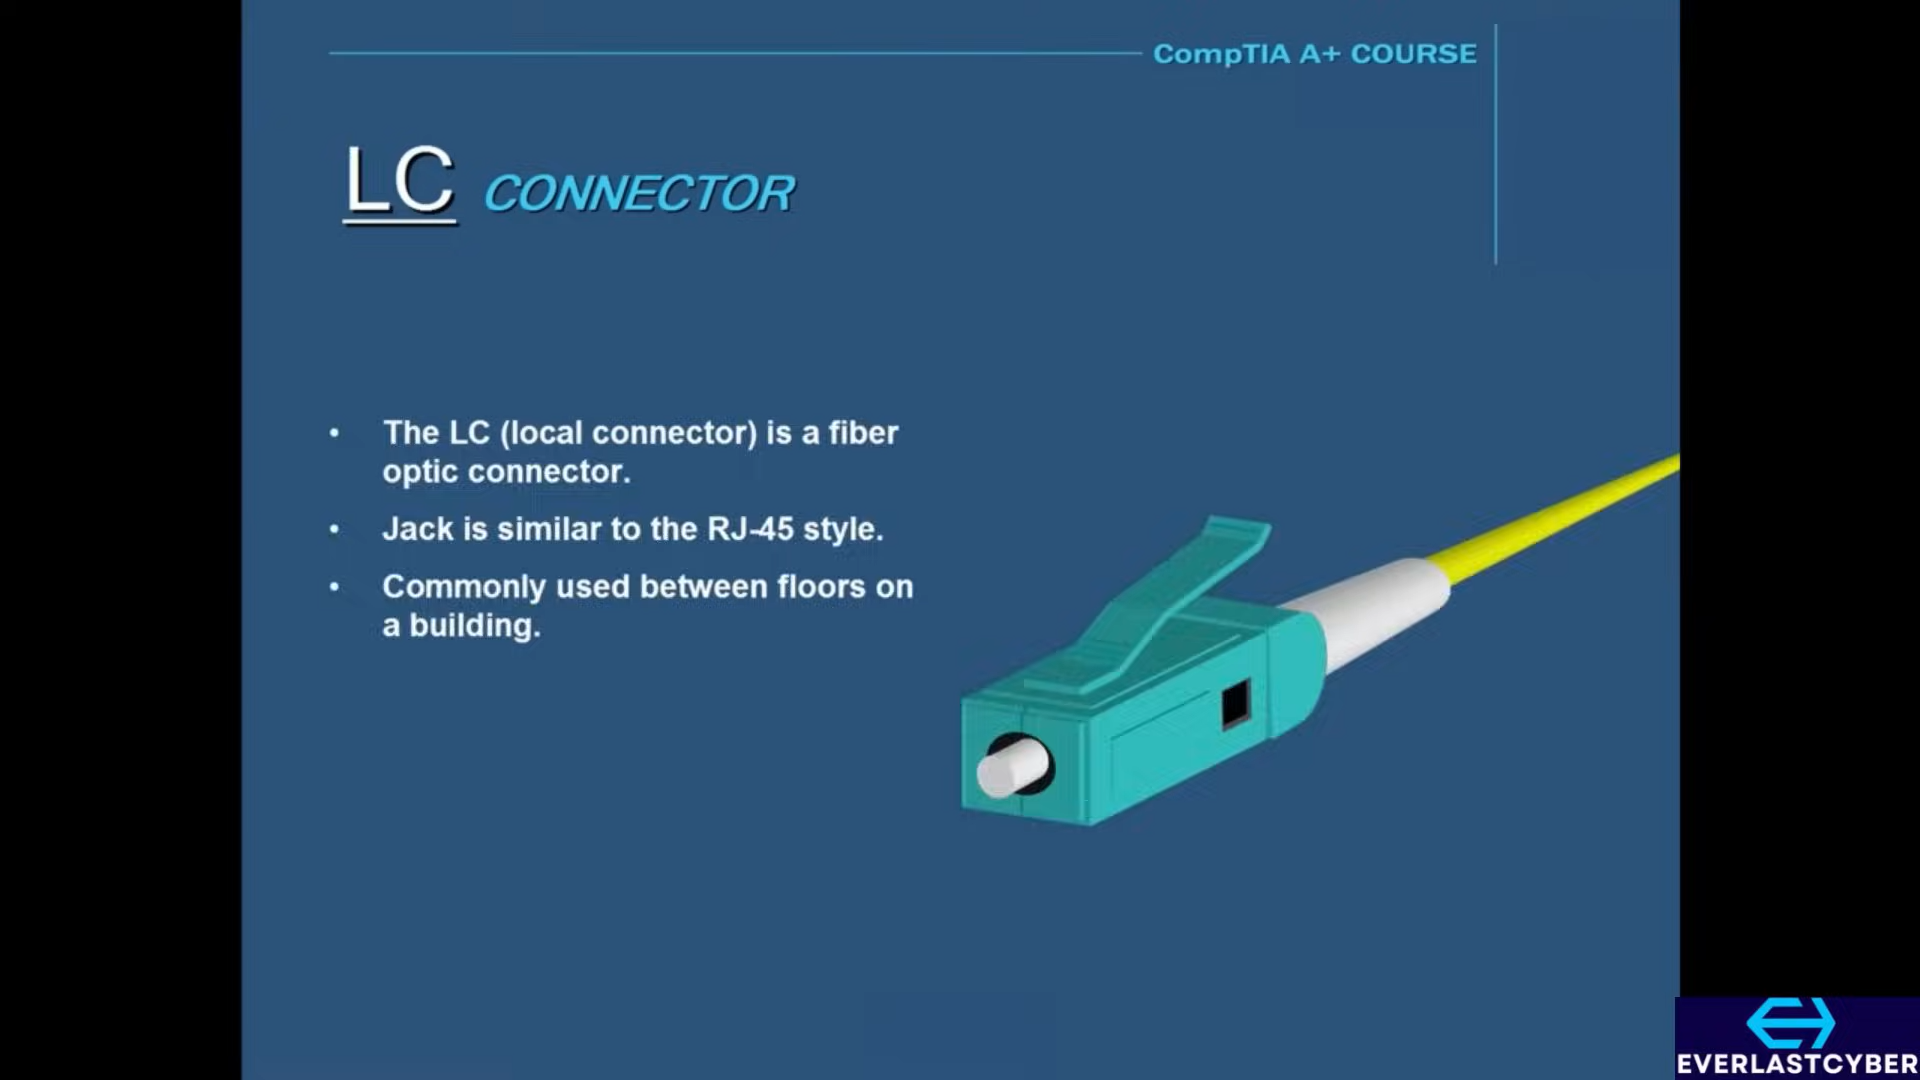 CompTIA A+ COURSE
LC CONNECTOR
• The LC (local connector) is a fiber
optic connector.
• Jack is similar to the RJ-45 style.
• Commonly used between floors on
a building.
EVERLASTCYBER